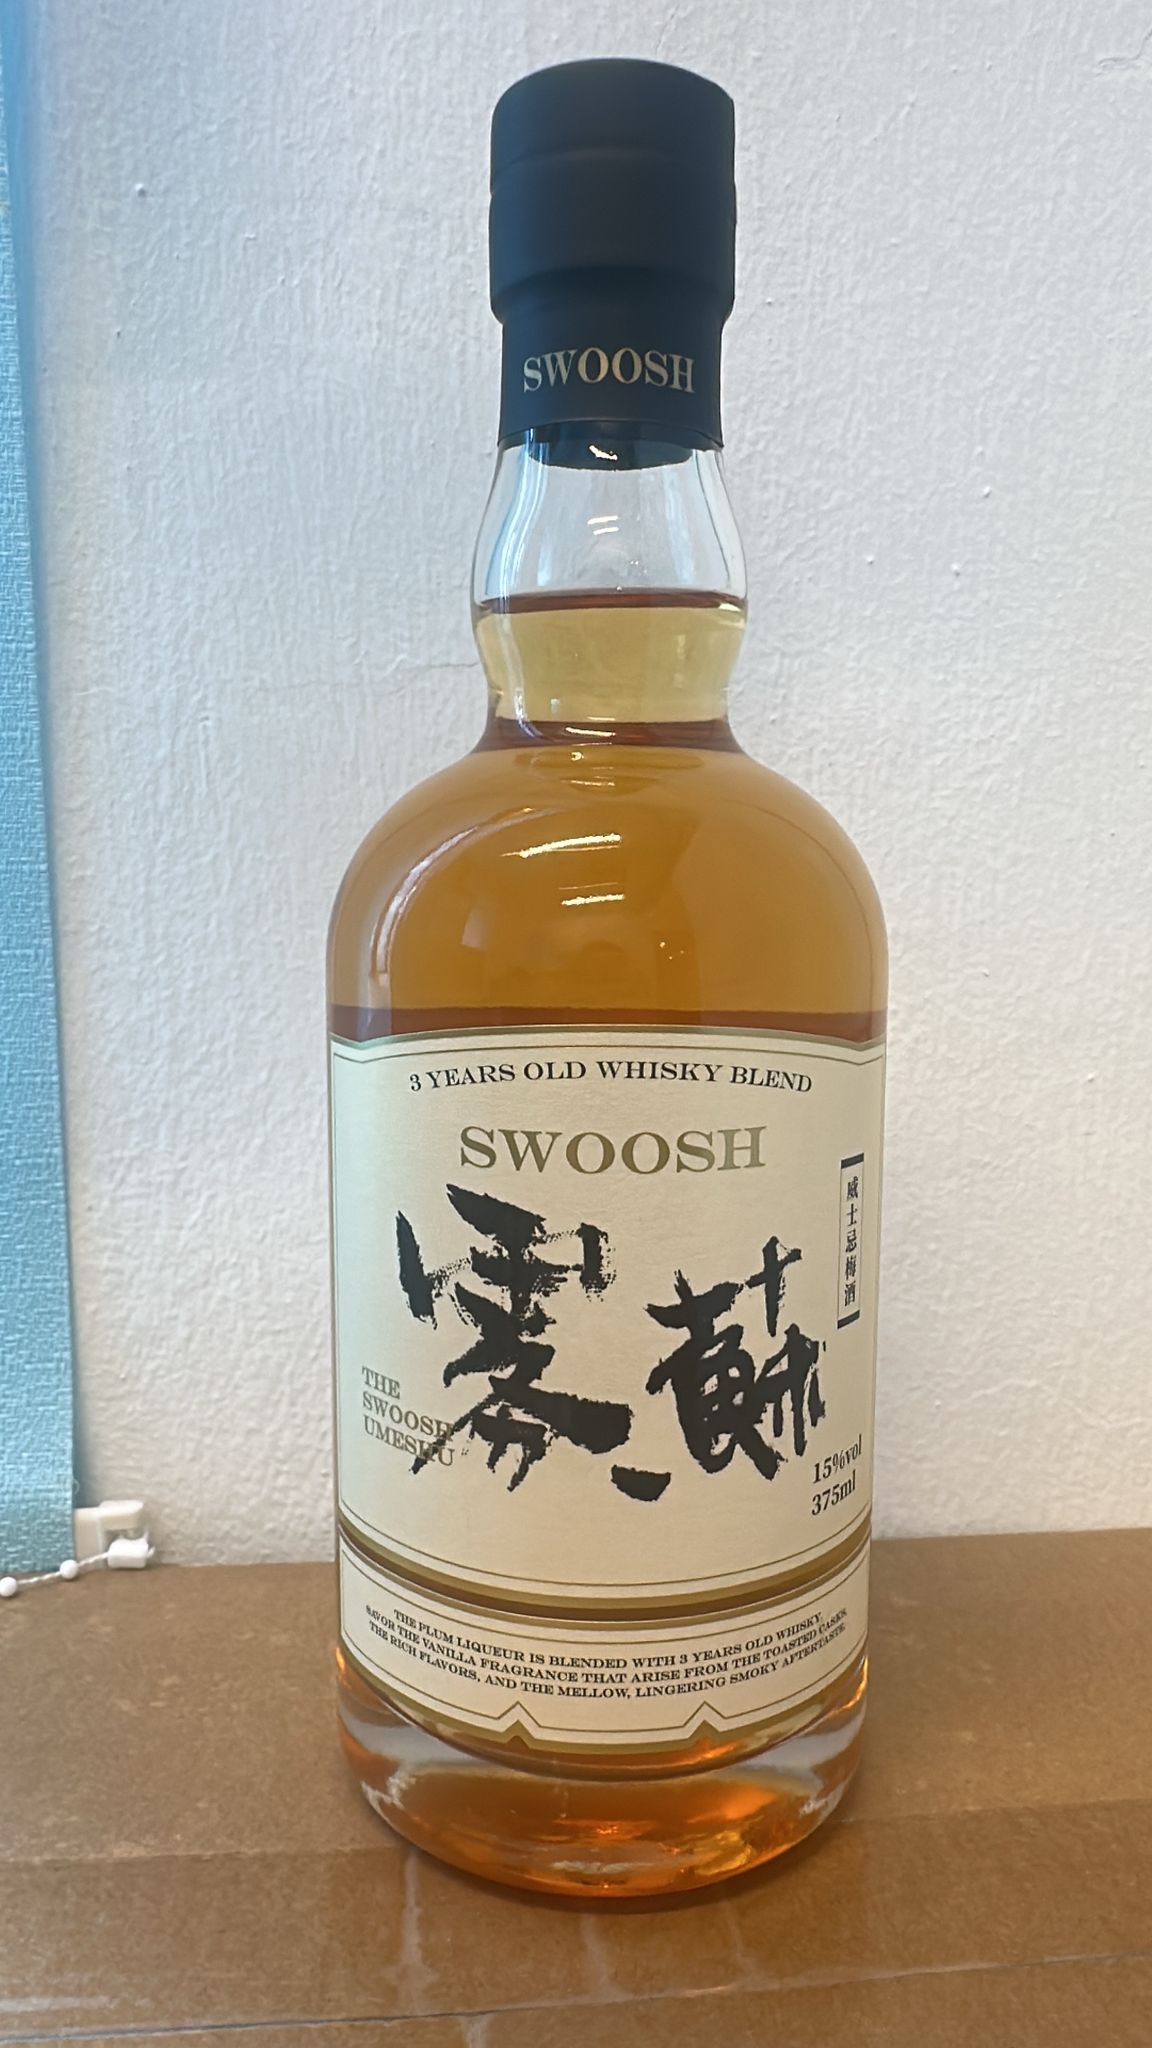 SWOOSH
3 YEARS OLD WHISKY BLEND
SWOOSH
霧蘇
威士忌梅酒
THE
SWOOSH
UMESHU
15%vol
375ml
THE PLUM LIQUEUR IS BLENDED WITH 3 YEARS OLD WHISKY.
SAVOR THE VANILLA FRAGRANCE THAT ARISE FROM THE TOASTED CASKS,
THE RICH FLAVORS, AND THE MELLOW, LINGERING SMOKY AFTERTASTE.